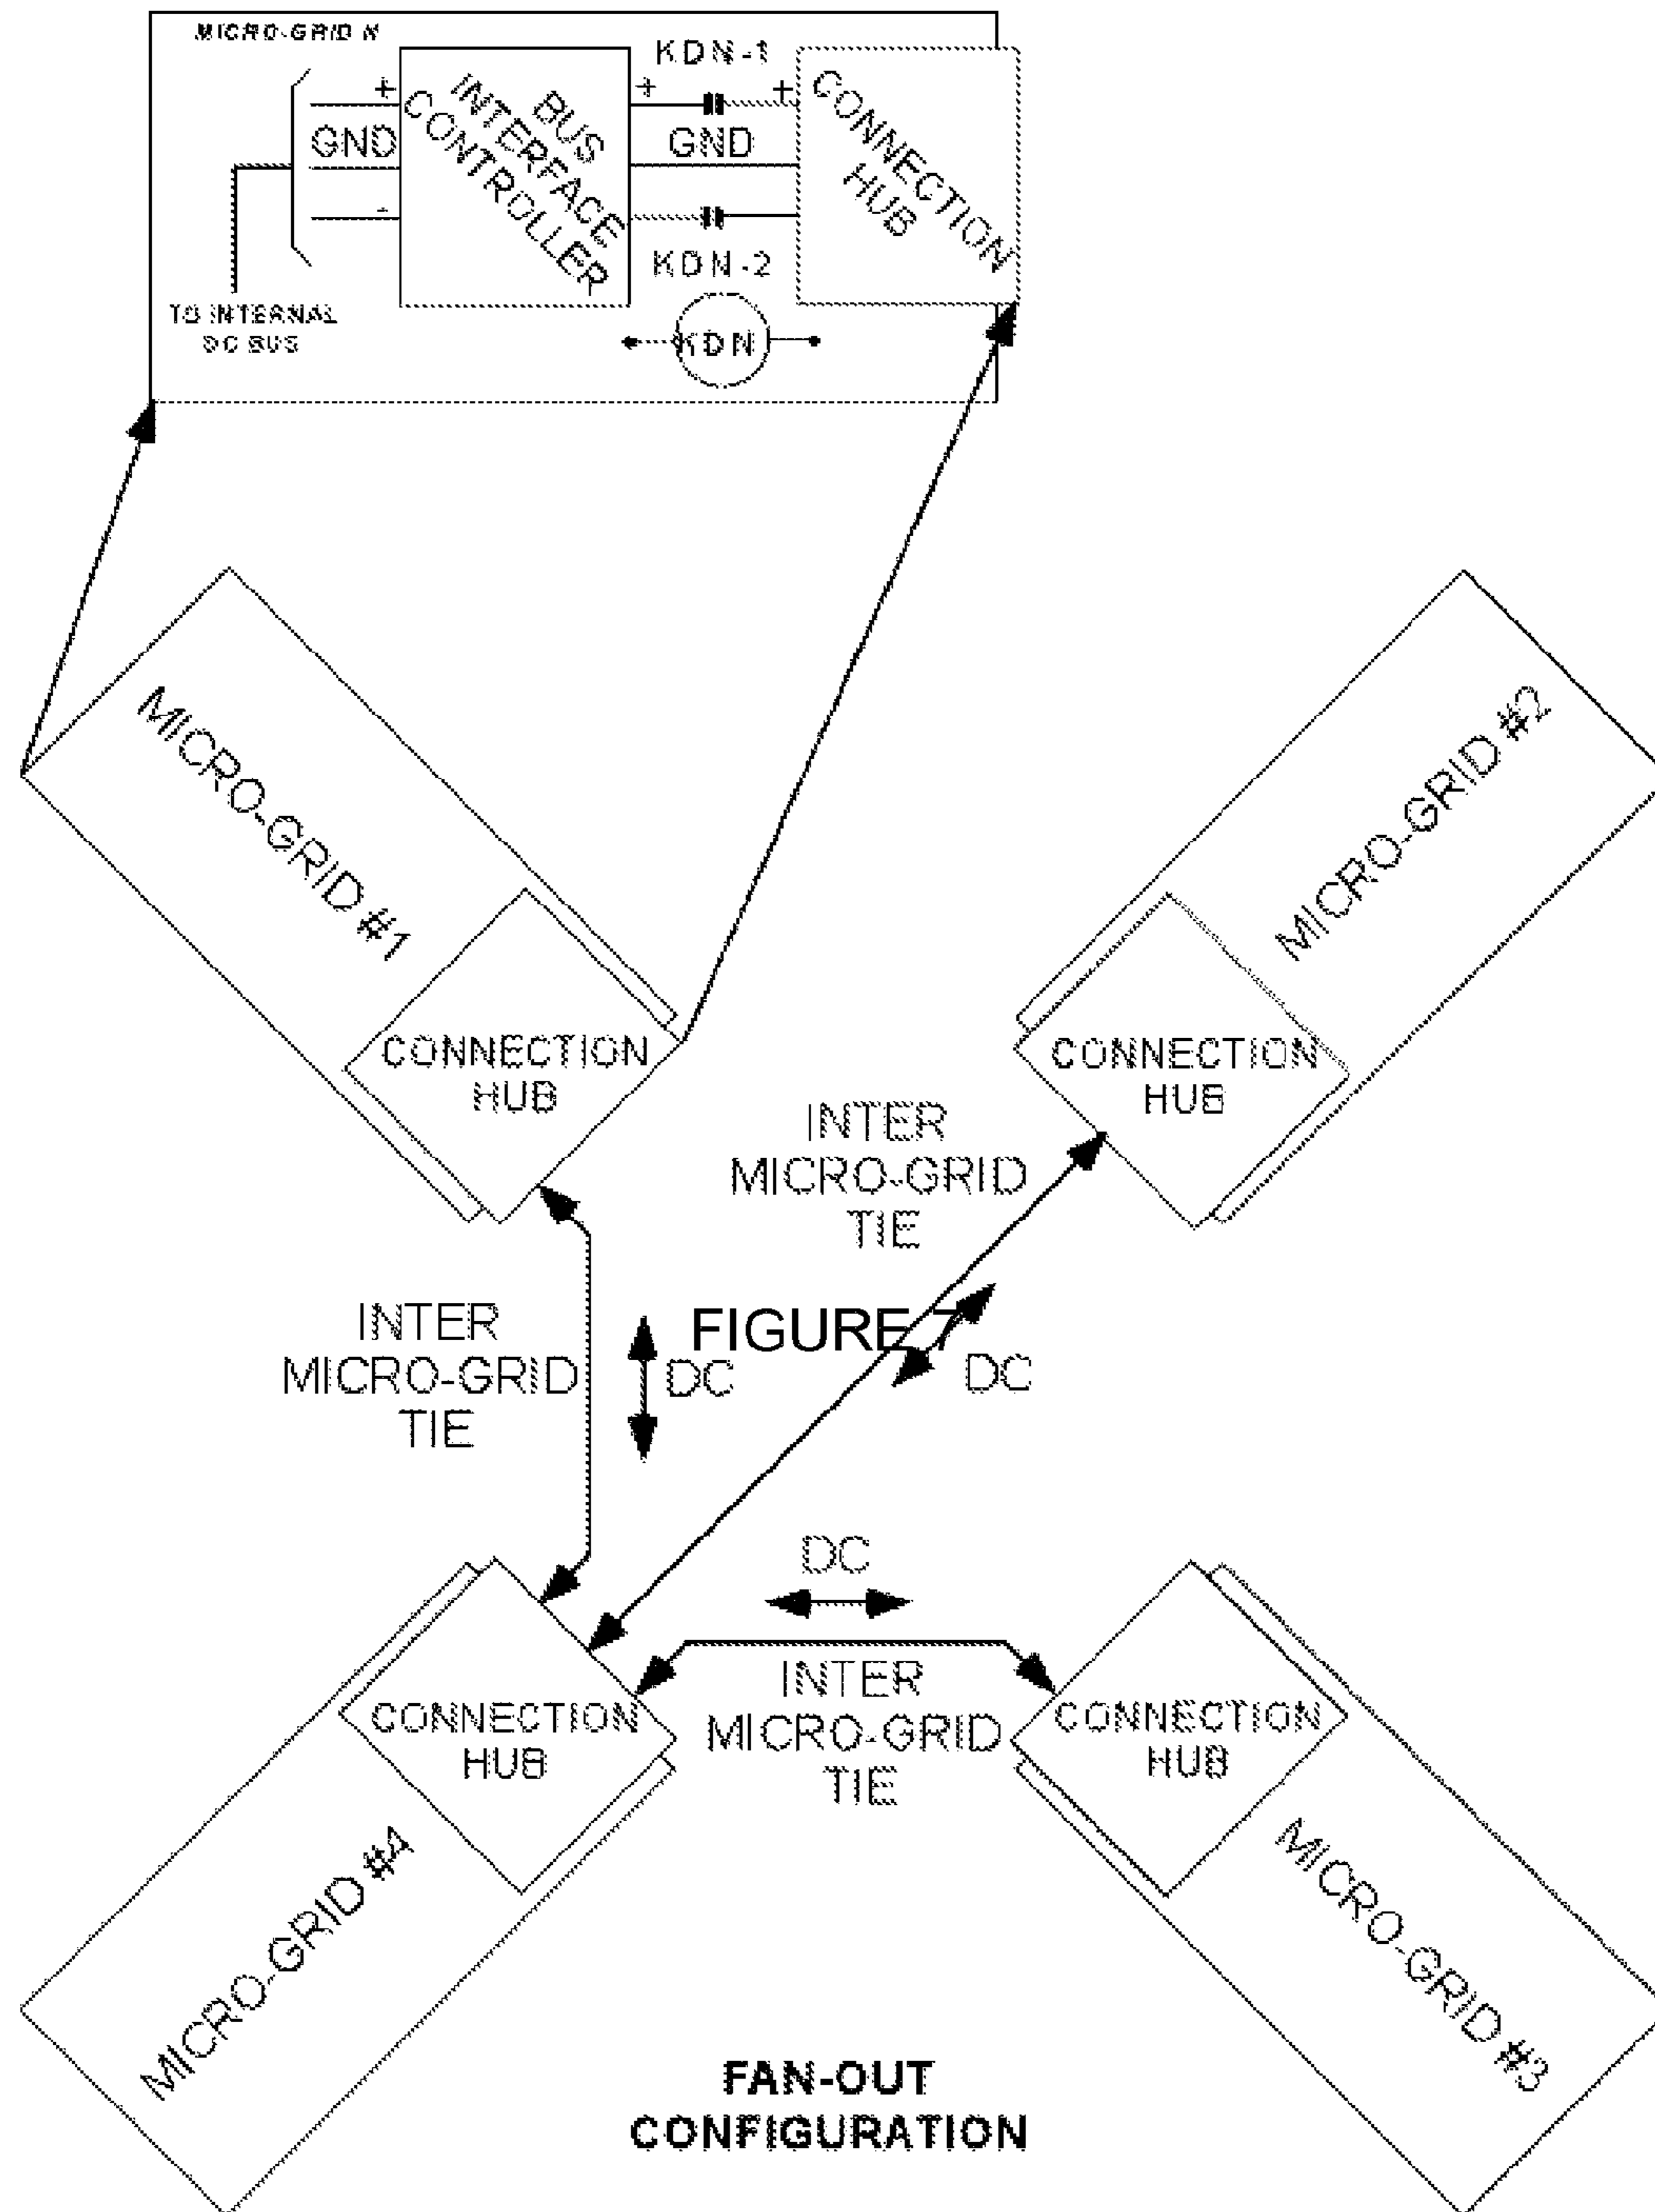 MICRO-GRID N
KDN-1
+
+
+
GND
BUS
INTERFACE
CONTROLLER
GND
CONNECTION
HUB
-
KDN-2
TO INTERNAL
DC BUS
KDN
MICRO-GRID #1
MICRO-GRID #2
CONNECTION
HUB
CONNECTION
HUB
INTER
MICRO-GRID
TIE
INTER
MICRO-GRID
TIE
FIGURE 7
DC
DC
DC
CONNECTION
HUB
INTER
MICRO-GRID
TIE
CONNECTION
HUB
MICRO-GRID #4
MICRO-GRID #3
FAN-OUT
CONFIGURATION